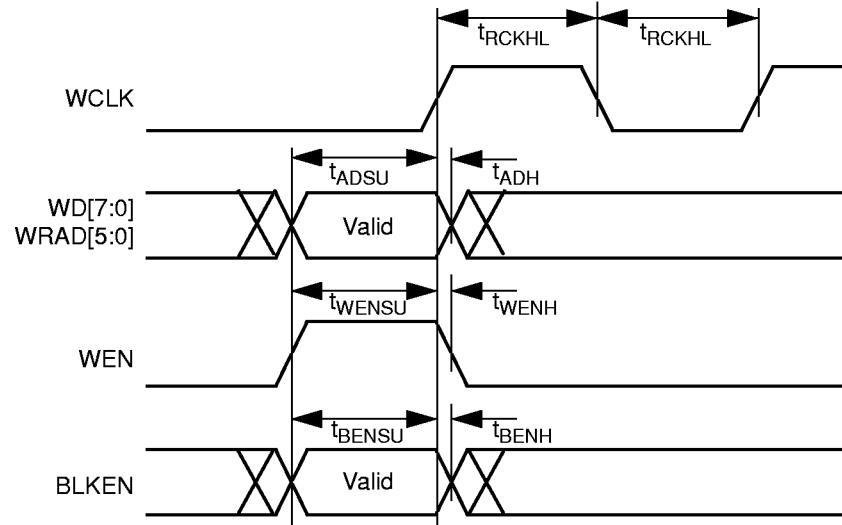 tRCKHL tRCKHL
WCLK
tADSU tADH
WD[7:0]
WRAD[5:0]
Valid
tWENSU tWENH
WEN
tBENSU tBENH
BLKEN
Valid